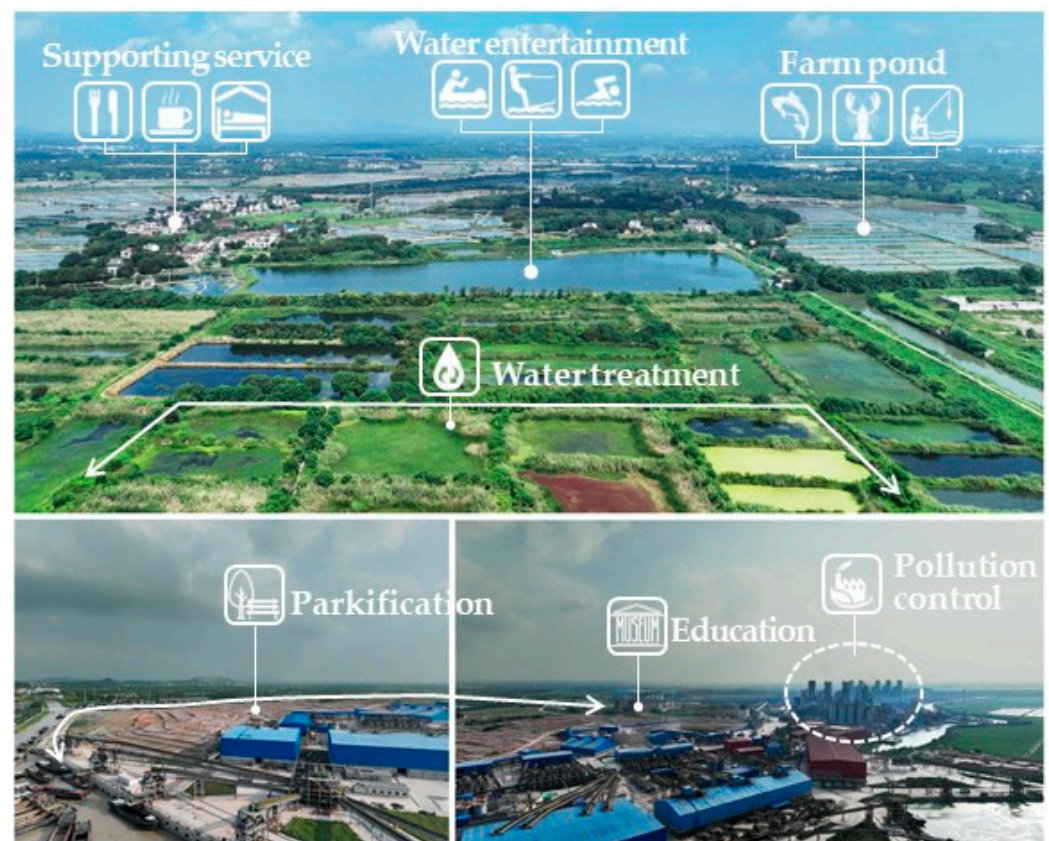 Supporting service
Water entertainment
Farm pond
Water treatment
Parkification
MUSEUM
Education
Pollution
control